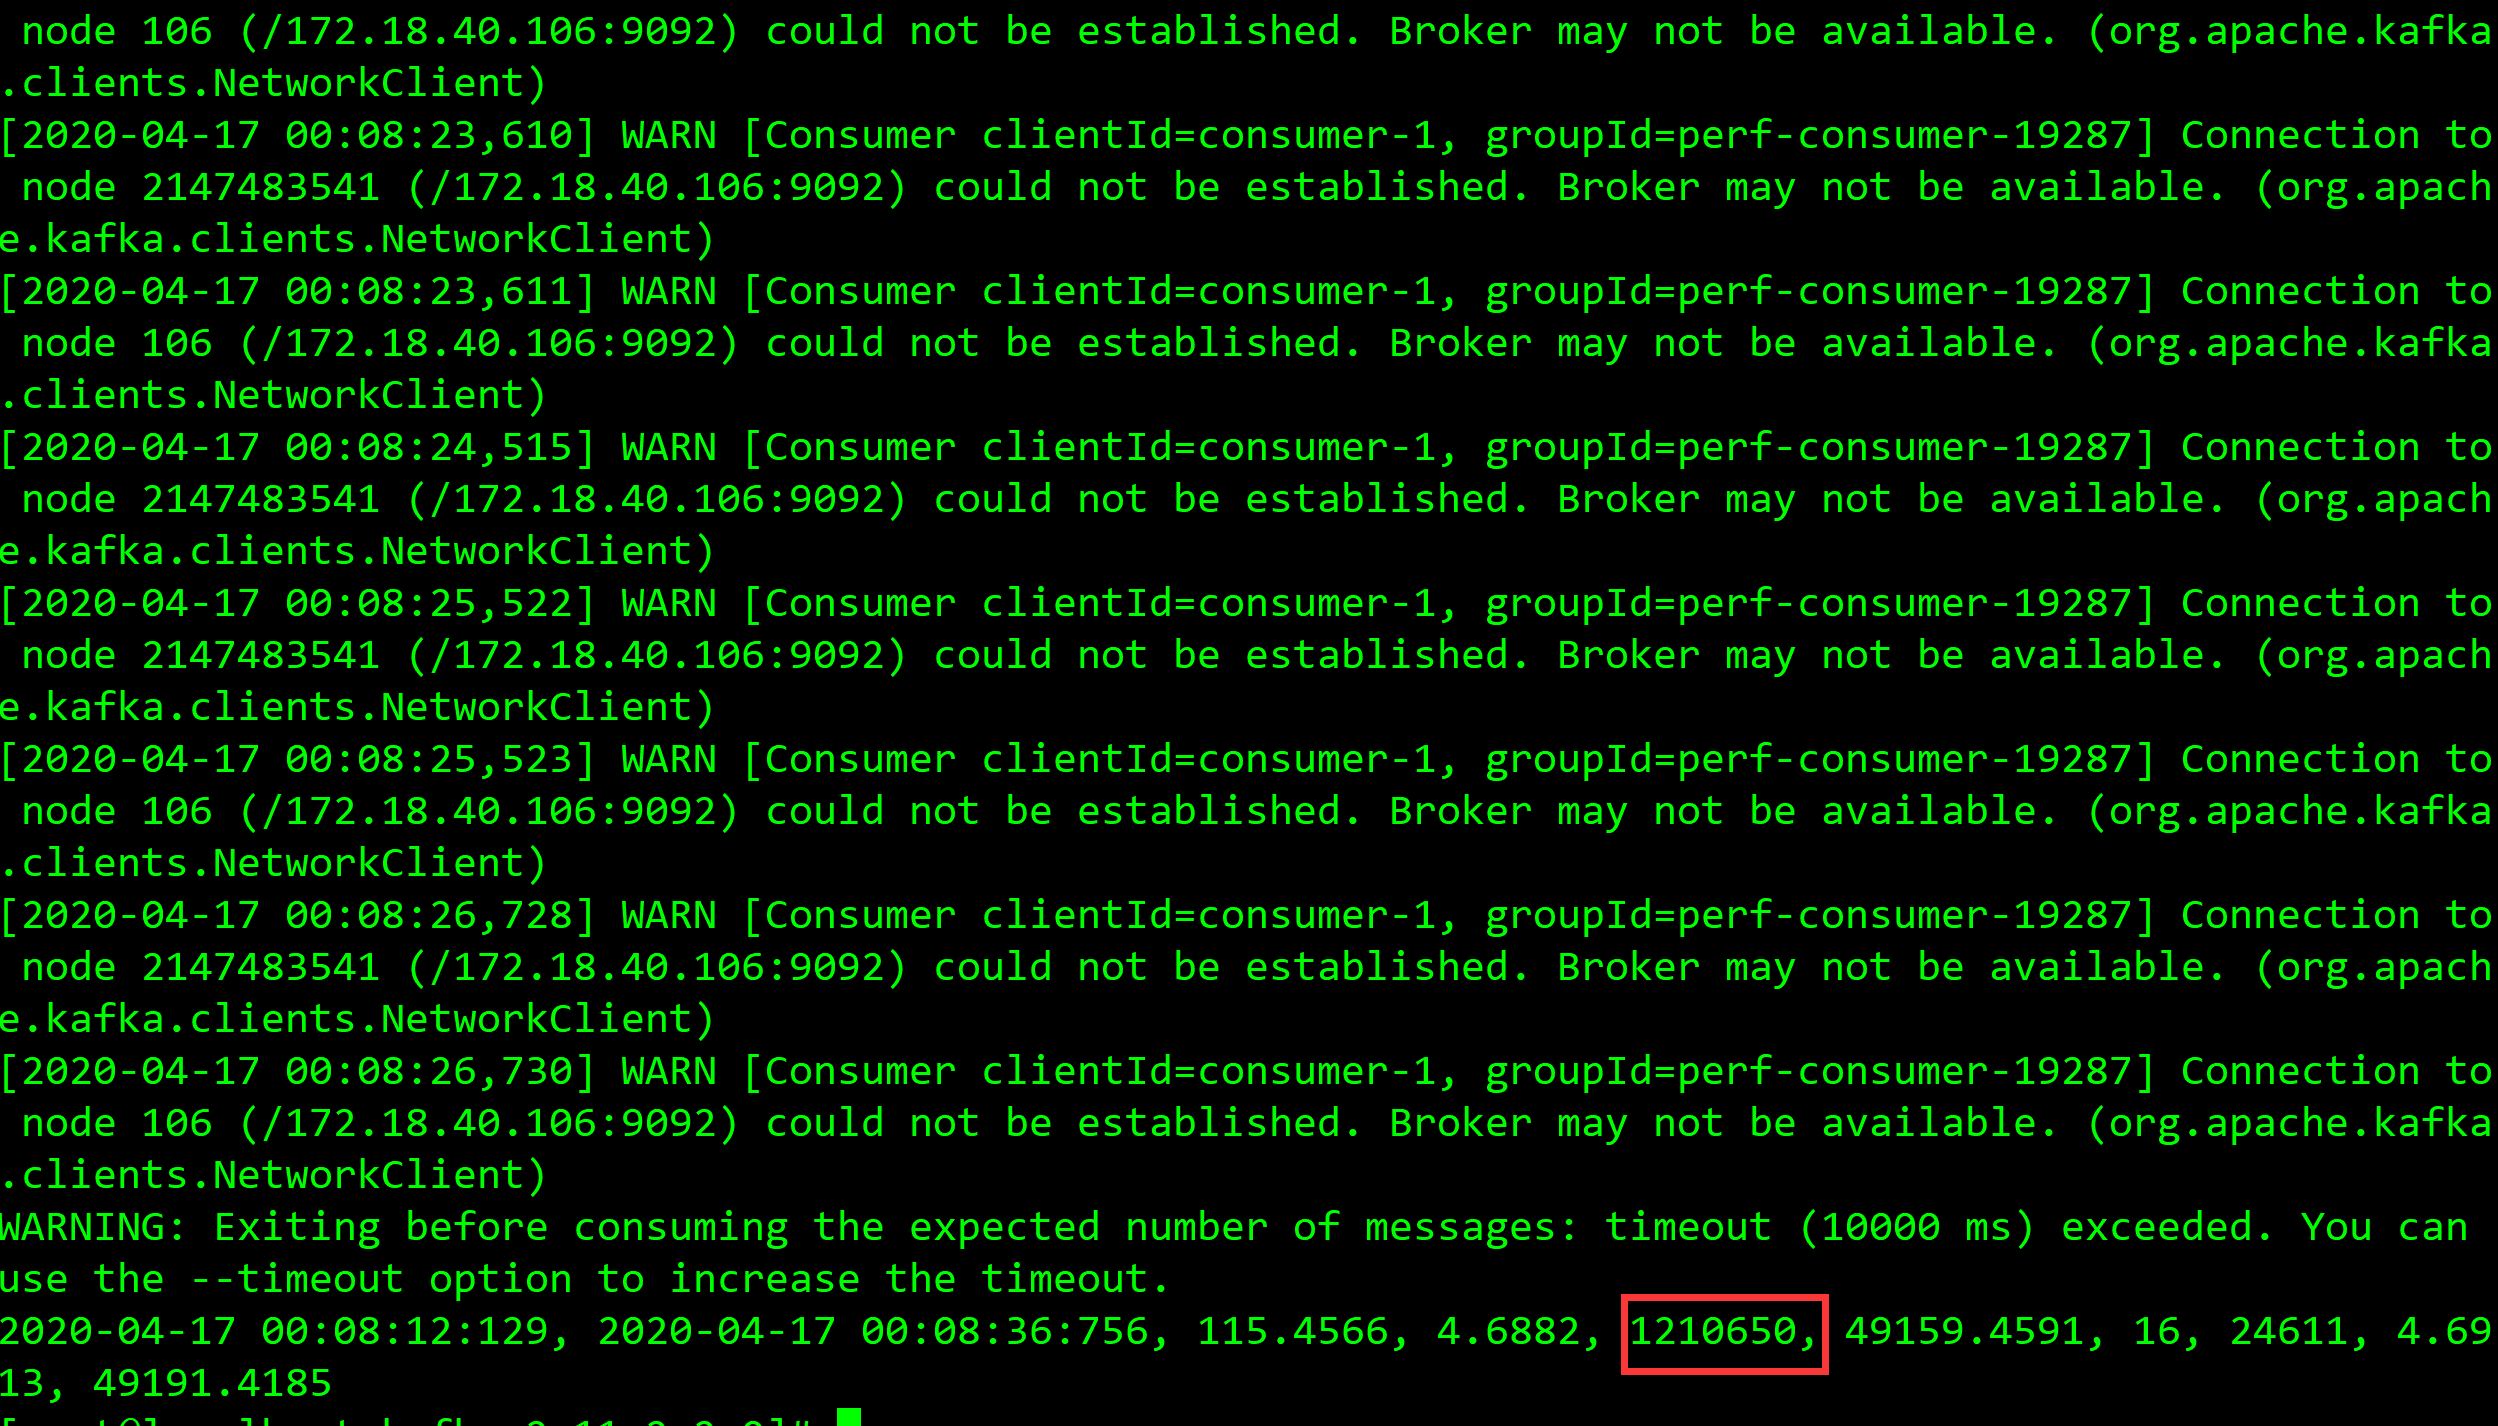 node 106 (/172.18.40.106:9092) could not be established. Broker may not be available. (org.apache.kafka
.clients.NetworkClient)
[2020-04-17 00:08:23,610] WARN [Consumer clientId=consumer-1, groupId=perf-consumer-19287] Connection to
node 2147483541 (/172.18.40.106:9092) could not be established. Broker may not be available. (org.apach
e.kafka.clients.NetworkClient)
[2020-04-17 00:08:23,611] WARN [Consumer clientId=consumer-1, groupId=perf-consumer-19287] Connection to
node 106 (/172.18.40.106:9092) could not be established. Broker may not be available. (org.apache.kafka
.clients.NetworkClient)
[2020-04-17 00:08:24,515] WARN [Consumer clientId=consumer-1, groupId=perf-consumer-19287] Connection to
node 2147483541 (/172.18.40.106:9092) could not be established. Broker may not be available. (org.apach
e.kafka.clients.NetworkClient)
[2020-04-17 00:08:25,522] WARN [Consumer clientId=consumer-1, groupId=perf-consumer-19287] Connection to
node 2147483541 (/172.18.40.106:9092) could not be established. Broker may not be available. (org.apach
e.kafka.clients.NetworkClient)
[2020-04-17 00:08:25,523] WARN [Consumer clientId=consumer-1, groupId=perf-consumer-19287] Connection to
node 106 (/172.18.40.106:9092) could not be established. Broker may not be available. (org.apache.kafka
.clients.NetworkClient)
[2020-04-17 00:08:26,728] WARN [Consumer clientId=consumer-1, groupId=perf-consumer-19287] Connection to
node 2147483541 (/172.18.40.106:9092) could not be established. Broker may not be available. (org.apach
e.kafka.clients.NetworkClient)
[2020-04-17 00:08:26,730] WARN [Consumer clientId=consumer-1, groupId=perf-consumer-19287] Connection to
node 106 (/172.18.40.106:9092) could not be established. Broker may not be available. (org.apache.kafka
.clients.NetworkClient)
WARNING: Exiting before consuming the expected number of messages: timeout (10000 ms) exceeded. You can
use the --timeout option to increase the timeout.
2020-04-17 00:08:12:129, 2020-04-17 00:08:36:756, 115.4566, 4.6882, 1210650, 49159.4591, 16, 24611, 4.69
13, 49191.4185